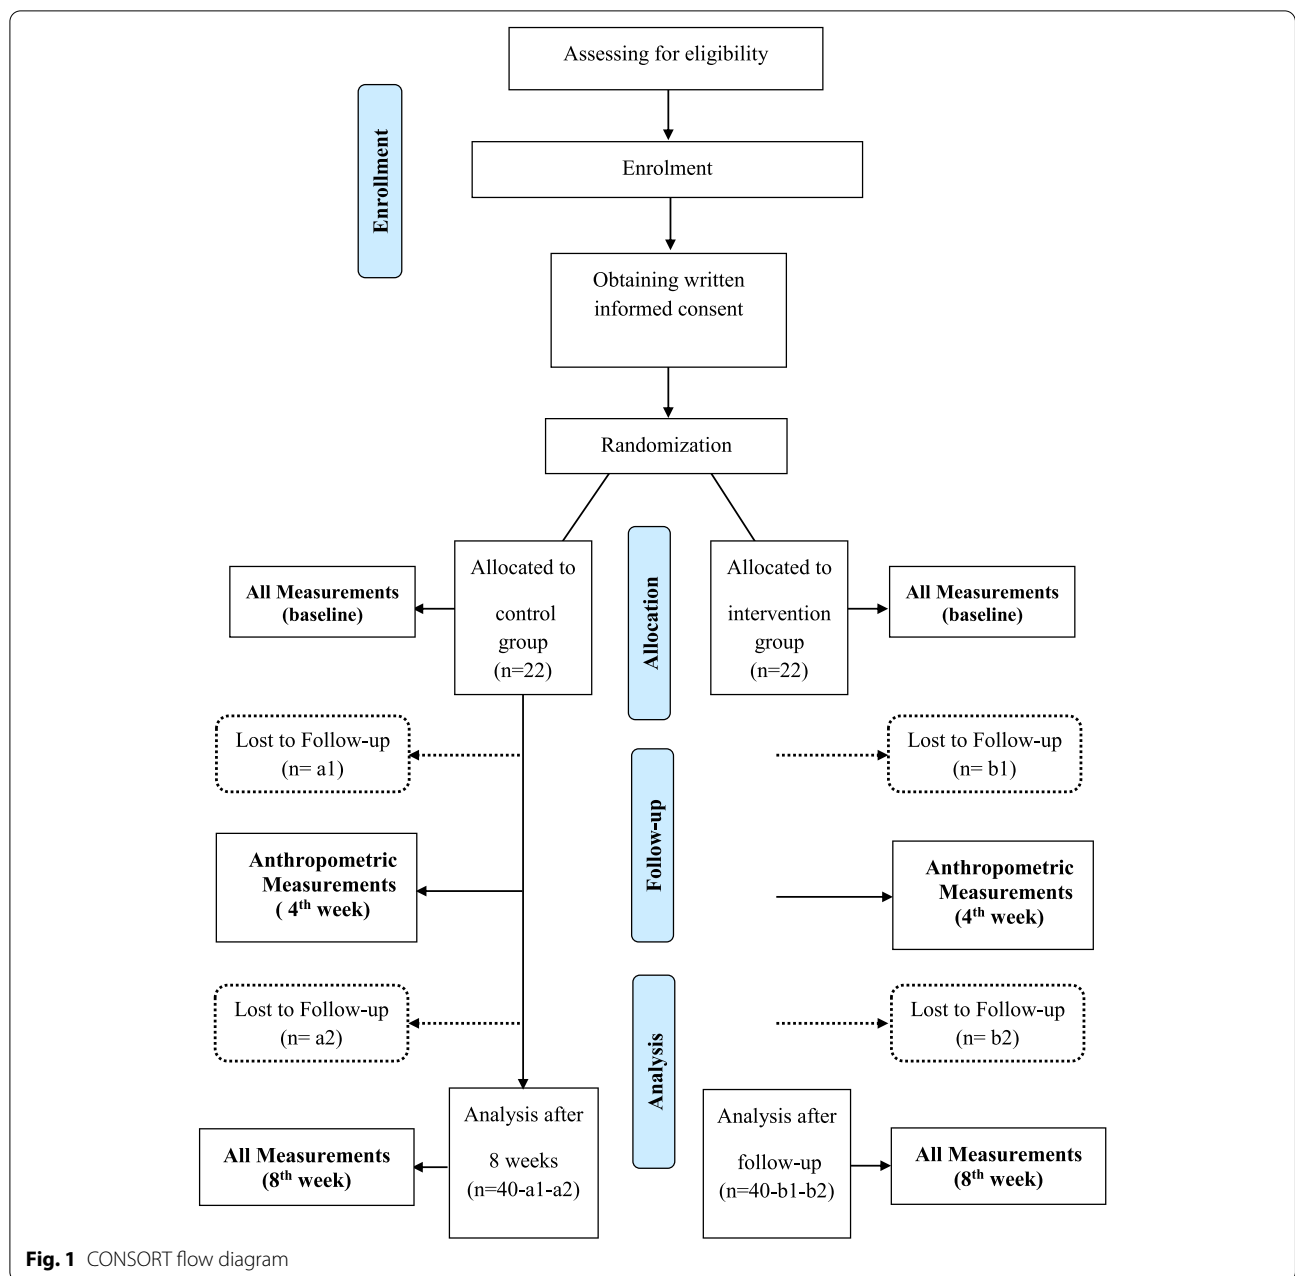 Assessing for eligibility
Enrollment
Enrolment
Obtaining written
informed consent
Randomization
Allocation
All Measurements
(baseline)
Allocated to
control
group
(n=22)
Allocated to
intervention
group
(n=22)
All Measurements
(baseline)
Follow-up
Lost to Follow-up
(n= a1)
Lost to Follow-up
(n= b1)
Anthropometric
Measurements
( 4th week)
Anthropometric
Measurements
(4th week)
Analysis
Lost to Follow-up
(n= a2)
Lost to Follow-up
(n= b2)
All Measurements
(8th week)
Analysis after
8 weeks
(n=40-a1-a2)
Analysis after
follow-up
(n=40-b1-b2)
All Measurements
(8th week)
Fig. 1 CONSORT flow diagram